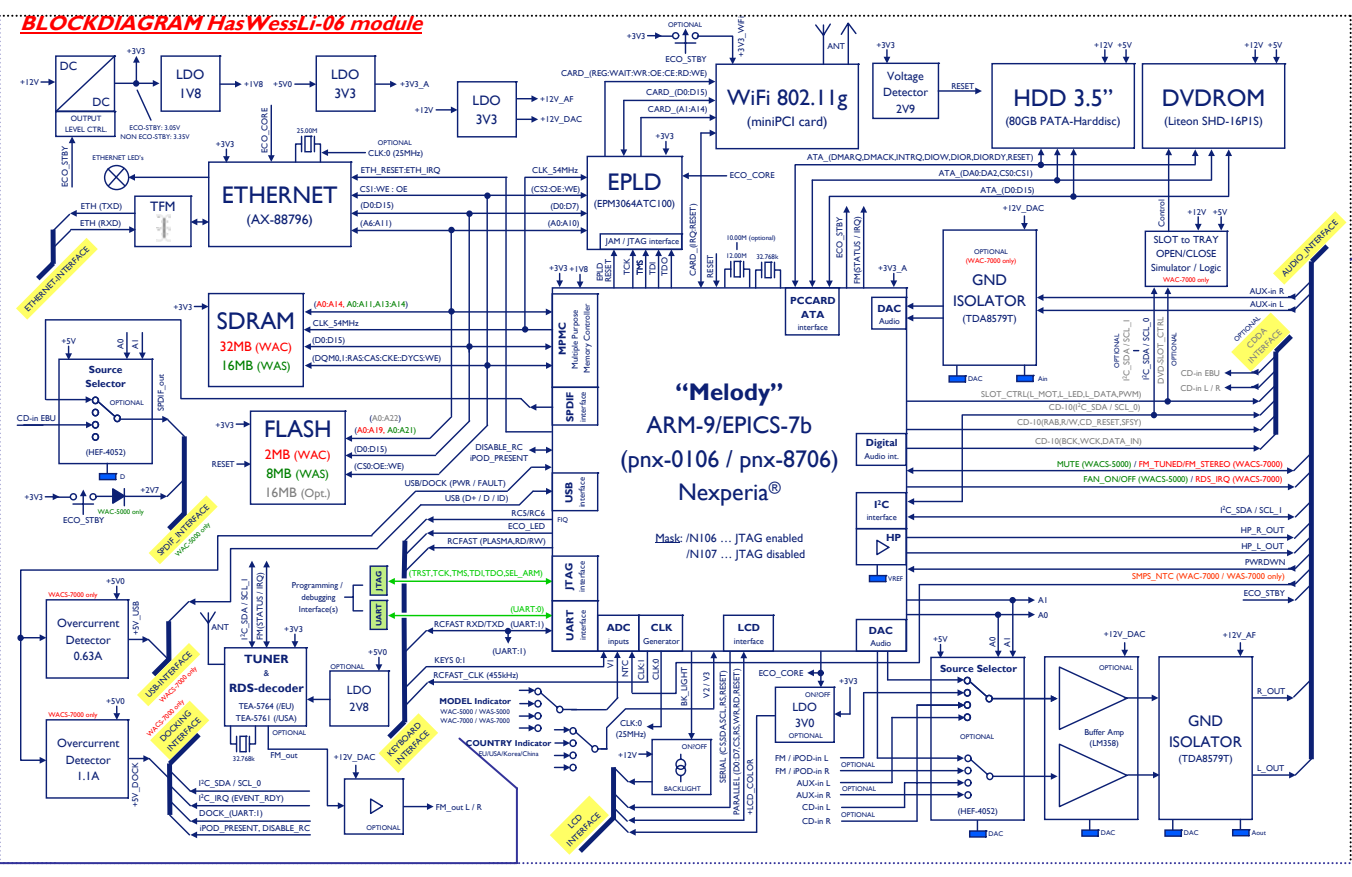 BLOCKDIAGRAM HasWessLi-06 module
+12V
DC
DC
OUTPUT
LEVEL CTRL.
ECO_STBY
+3V3
ECO-STBY: 3.05V
NON ECO-STBY: 3.35V
LDO
1V8
+1V8
+5V0
LDO
3V3
+3V3_A
+12V
LDO
3V3
+12V_AF
+12V_DAC
OPTIONAL
+3V3
ECO_STBY
+3V3_WiFi
ANT
WiFi 802.11g
(miniPCI card)
CARD_(REG:WAIT:WR:OE:CE:RD:WE)
CARD_(D0:D15)
CARD_(A1:A14)
+3V3
Voltage
Detector
2V9
RESET
+12V +5V
HDD 3.5”
(80GB PATA-Harddisc)
+12V +5V
DVDROM
(Liteon SHD-16P1S)
ETHERNET LED's
+3V3
ECO_CORE
25.00M
OPTIONAL
CLK:0 (25MHz)
ETHERNET
(AX-88796)
ETH (TXD)
ETH (RXD)
TFM
ETHERNET-INTERFACE
ETH_RESET:ETH_IRQ
CLK_54MHz
CS1:WE : OE
(CS2:OE:WE)
(D0:D15)
(D0:D7)
(A6:A11)
(A0:A10)
+3V3
EPLD
(EPM3064ATC100)
JAM / JTAG interface
ECO_CORE
EPLD
RESET
TCK
TMS
TDI
TDO
CARD_(IRQ:RESET)
RESET
10.00M (optional)
12.00M
32.768k
ATA_(DMARQ,DMACK,INTRQ,DIOW,DIOR,DIORDY,RESET)
ATA_(DA0:DA2,CS0:CS1)
ATA_(D0:D15)
ECO_STBY
FM(STATUS / IRQ)
+3V3_A
+12V_DAC
OPTIONAL
(WAC-7000 only)
GND
ISOLATOR
(TDA8579T)
DAC
Ain
Control
+12V +5V
SLOT to TRAY
OPEN/CLOSE
Simulator / Logic
WAC-7000 only
AUDIO_INTERFACE
AUX-in R
AUX-in L
OPTIONAL
CDDA
INTERFACE
OPTIONAL
I²C_SDA / SCL_1
I²C_SDA / SCL_0
DVD-SLOT_CTRL
OPTIONAL
CD-in EBU
CD-in L / R
+3V3
SDRAM
32MB (WAC)
16MB (WAS)
(A0:A14, A0:A11,A13:A14)
CLK_54MHz
(D0:D15)
(DQM0,1:RAS:CAS:CKE:DYCS:WE)
+3V3 +1V8
MPMC
Multiple Purpose
Memory Controller
PCCARD
ATA
interface
DAC
Audio
+5V
A0
A1
Source
Selector
OPTIONAL
SPDIF_out
CD-in EBU
(HEF-4052)
D
+3V3
ECO_STBY
+2V7
WAC-5000 only
SPDIF_INTERFACE
WAC-5000 only
+3V3
RESET
FLASH
2MB (WAC)
8MB (WAS)
16MB (Opt.)
(A0:A22)
(A0:A19, A0:A21)
(D0:D15)
(CS0:OE:WE)
SPDIF
interface
DISABLE_RC
iPOD_PRESENT
USB/DOCK (PWR / FAULT)
USB (D+ / D / ID)
USB
interface
RC5/RC6
FIQ
ECO_LED
RCFAST (PLASMA,RD/RW)
“Melody”
ARM-9/EPICS-7b
(pnx-0106 / pnx-8706)
Nexperia®
Mask: /N106 ... JTAG enabled
/N107 ... JTAG disabled
SLOT_CTRL(L_MOT,L_LED,L_DATA,PWM)
CD-10(I²C_SDA / SCL_0)
CD-10(RAB,R/W,CD_RESET,SFSY)
CD-10(BCK,WCK,DATA_IN)
Digital
Audio int.
MUTE (WACS-5000) / FM_TUNED/FM_STEREO (WACS-7000)
FAN_ON/OFF (WACS-5000) / RDS_IRQ (WACS-7000)
I²C
interface
I²C_SDA / SCL_1
HP
VREF
HP_R_OUT
HP_L_OUT
PWRDWN
SMPS_NTC (WAC-7000 / WAS-7000 only)
ECO_STBY
A1
A0
Programming /
debugging
Interface(s)
JTAG
UART
(TRST,TCK,TMS,TDI,TDO,SEL_ARM)
(UART:0)
JTAG
interface
UART
interface
RCFAST RXD/TXD (UART:1)
(UART:1)
KEYS 0:1
RCFAST_CLK (455kHz)
ADC
inputs
CLK
Generator
LCD
interface
DAC
Audio
V1
NTC
CLK:1
CLK:0
BK_LIGHT
V2 / V3
WACS-7000 only
+5V0
Overcurrent
Detector
0.63A
+5V_USB
USB-INTERFACE
WACS-7000 only
WACS-7000 only
+5V0
Overcurrent
Detector
1.1A
+5V_DOCK
WACS-7000 only
DOCKING
INTERFACE
ANT
I²C_SDA / SCL_1
FM(STATUS / IRQ)
+3V3
TUNER
&
RDS-decoder
TEA-5764 (/EU)
TEA-5761 (/USA)
32.768k
FM_out
+5V0
OPTIONAL
LDO
2V8
KEYBOARD
INTERFACE
+12V_DAC
OPTIONAL
FM_out L / R
I²C_SDA / SCL_0
I²C_IRQ (EVENT_RDY)
DOCK_(UART:1)
iPOD_PRESENT, DISABLE_RC
MODEL Indicator
WAC-5000 / WAS-5000
WAC-7000 / WAS-7000
COUNTRY Indicator
EU/USA/Korea/China
CLK:0
(25MHz)
+12V
ON/OFF
BACKLIGHT
LCD
INTERFACE
SERIAL (CS,SDA,SCL,RS,RESET)
PARALLEL (D0:D7,CS,RS,WR,RD,RESET)
+LCD_COLOR
ECO_CORE
ON/OFF
LDO
3V0
OPTIONAL
+3V3
+5V
A0
A1
Source Selector
OPTIONAL
(HEF-4052)
DAC
OPTIONAL
FM / iPOD-in L
FM / iPOD-in R
OPTIONAL
AUX-in L
AUX-in R
OPTIONAL
CD-in L
CD-in R
OPTIONAL
+12V_DAC
OPTIONAL
Buffer Amp
(LM358)
DAC
+12V_AF
GND
ISOLATOR
(TDA8579T)
DAC
Aout
R_OUT
L_OUT